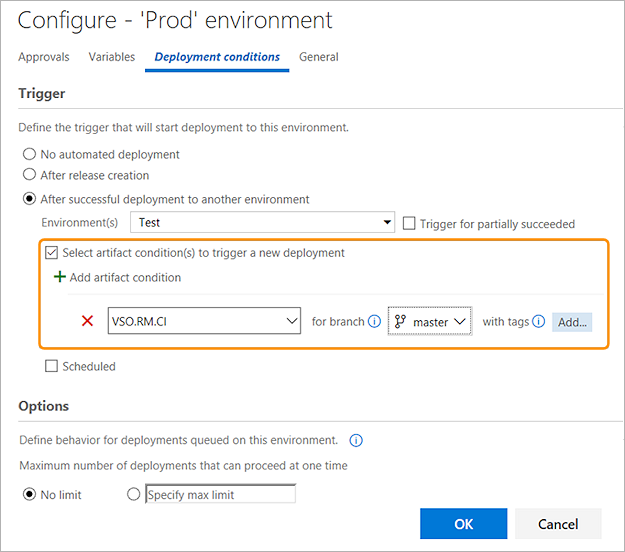 Configure - 'Prod' environment
Approvals Variables Deployment conditions General
Trigger
Define the trigger that will start deployment to this environment.
No automated deployment
After release creation
After successful deployment to another environment
Environment(s) Test Trigger for partially succeeded
Select artifact condition(s) to trigger a new deployment
Add artifact condition
VSO.RM.CI for branch master with tags Add...
Scheduled
Options
Define behavior for deployments queued on this environment.
Maximum number of deployments that can proceed at one time
No limit Specify max limit
OK Cancel